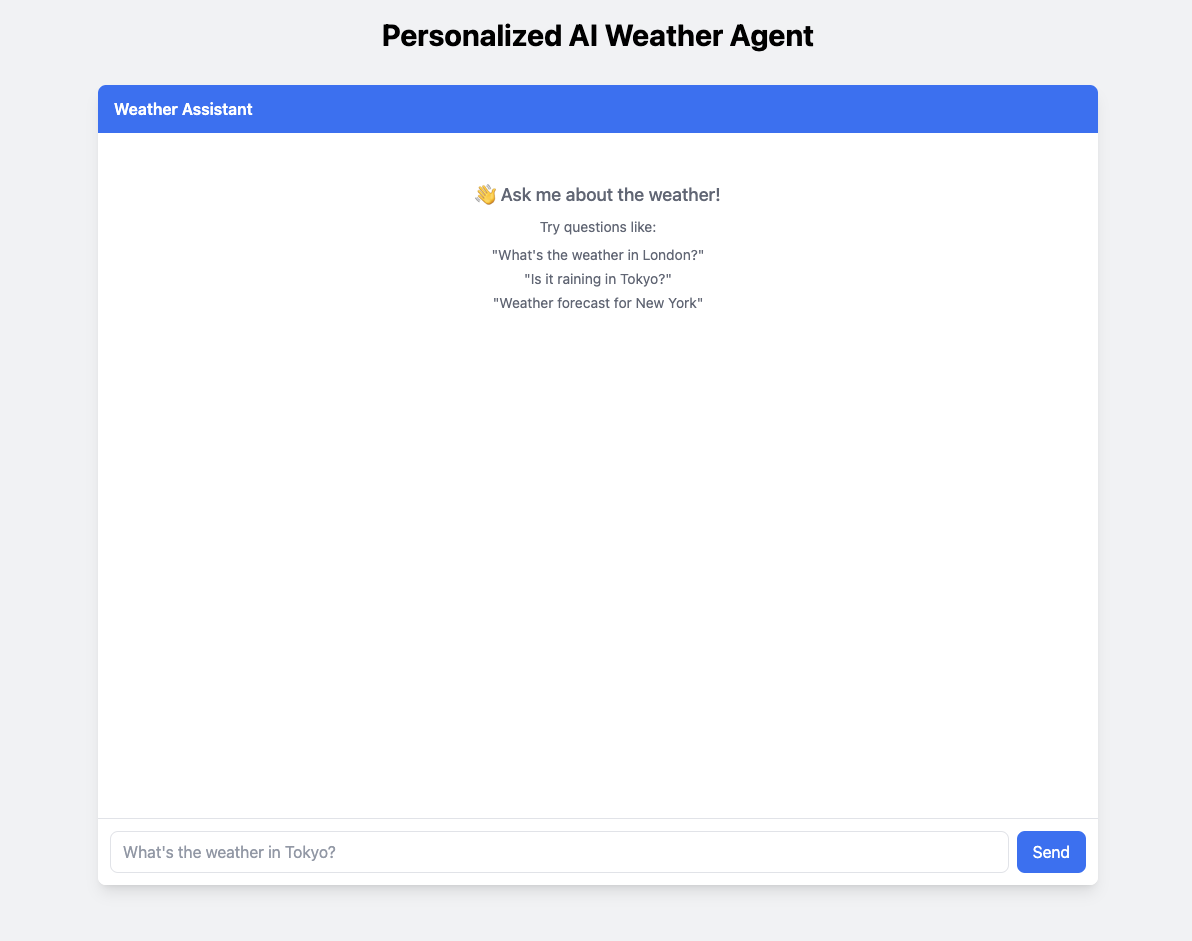 Personalized AI Weather Agent
Weather Assistant
👋 Ask me about the weather!
Try questions like:
"What's the weather in London?"
"Is it raining in Tokyo?"
"Weather forecast for New York"
What's the weather in Tokyo?
Send